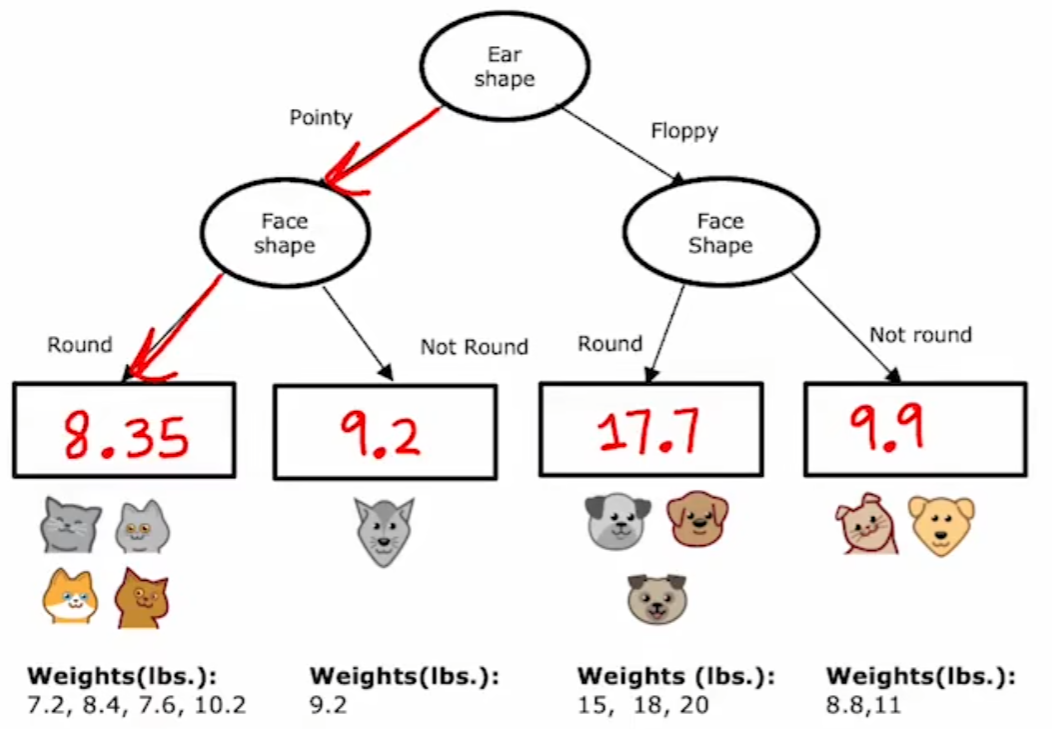 Ear
shape
Pointy
Floppy
Face
shape
Face
Shape
Round
Not Round
Round
Not round
8.35
9.2
17.7
9.9
Weights(lbs.):
7.2, 8.4, 7.6, 10.2
Weights(lbs.):
9.2
Weights (lbs.):
15, 18, 20
Weights(lbs.):
8.8,11